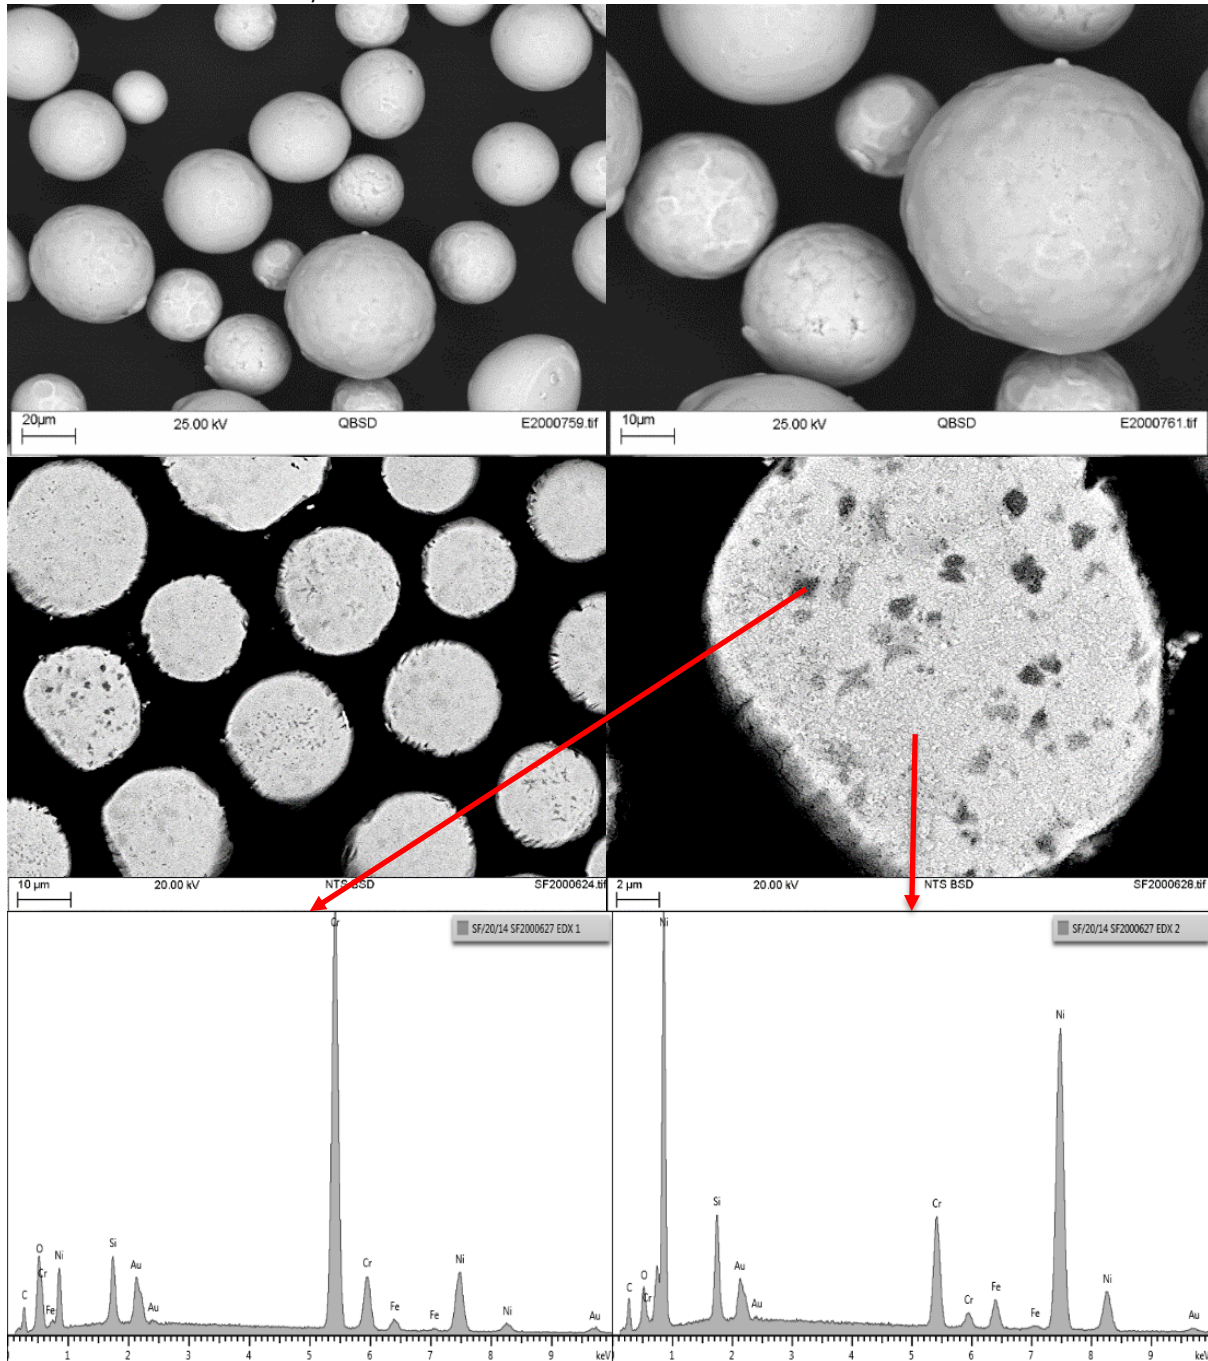 20µm 25.00 kV QBSD E2000759.tif
10µm 25.00 kV QBSD E2000761.tif
10 µm 20.00 kV NTS BSD SF2000624.tif
2 µm 20.00 kV NTS BSD SF2000628.tif
SF/20/14 SF2000627 EDX 1
Cr
O
Cr
Ni
Si
Au
Au
C
Fe
Cr
Fe
Fe
Ni
Ni
Au
1 2 3 4 5 6 7 8 9 keV
SF/20/14 SF2000627 EDX 2
Ni
Ni
Si
Cr
Au
Au
C
O
Cr
Cr
Fe
Fe
Ni
Au
1 2 3 4 5 6 7 8 9 keV